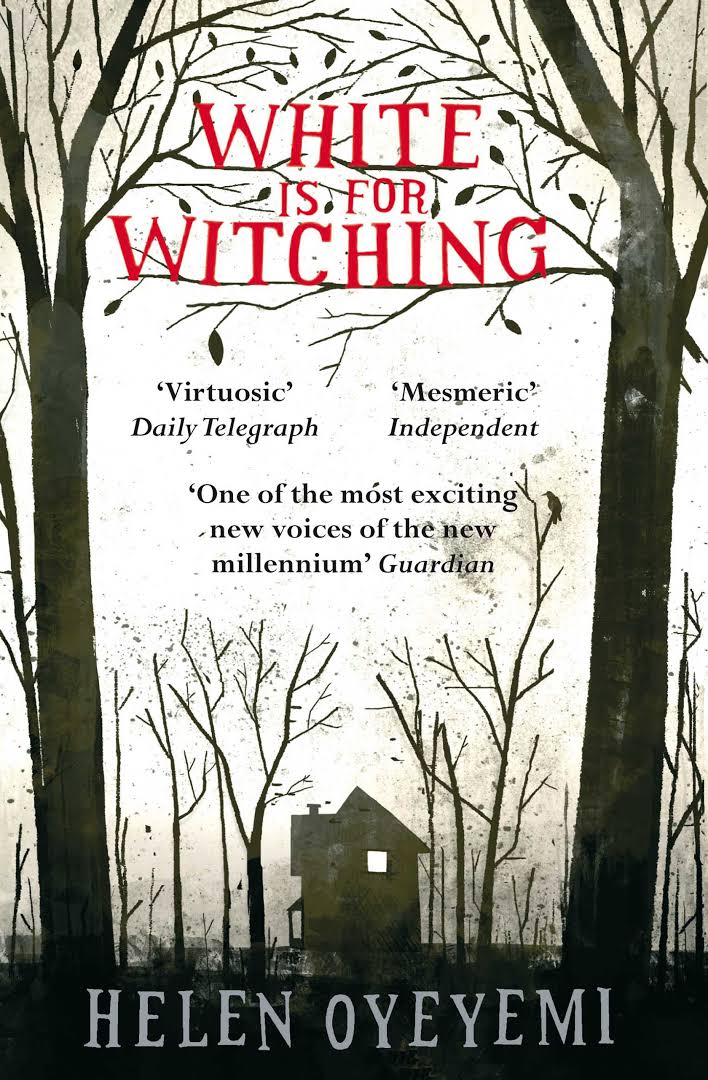 WHITE
IS FOR
WITCHING
‘Virtuosic’
Daily Telegraph
‘Mesmeric’
Independent
‘One of the most exciting
new voices of the new
millennium’ Guardian
HELEN OYEYEMI